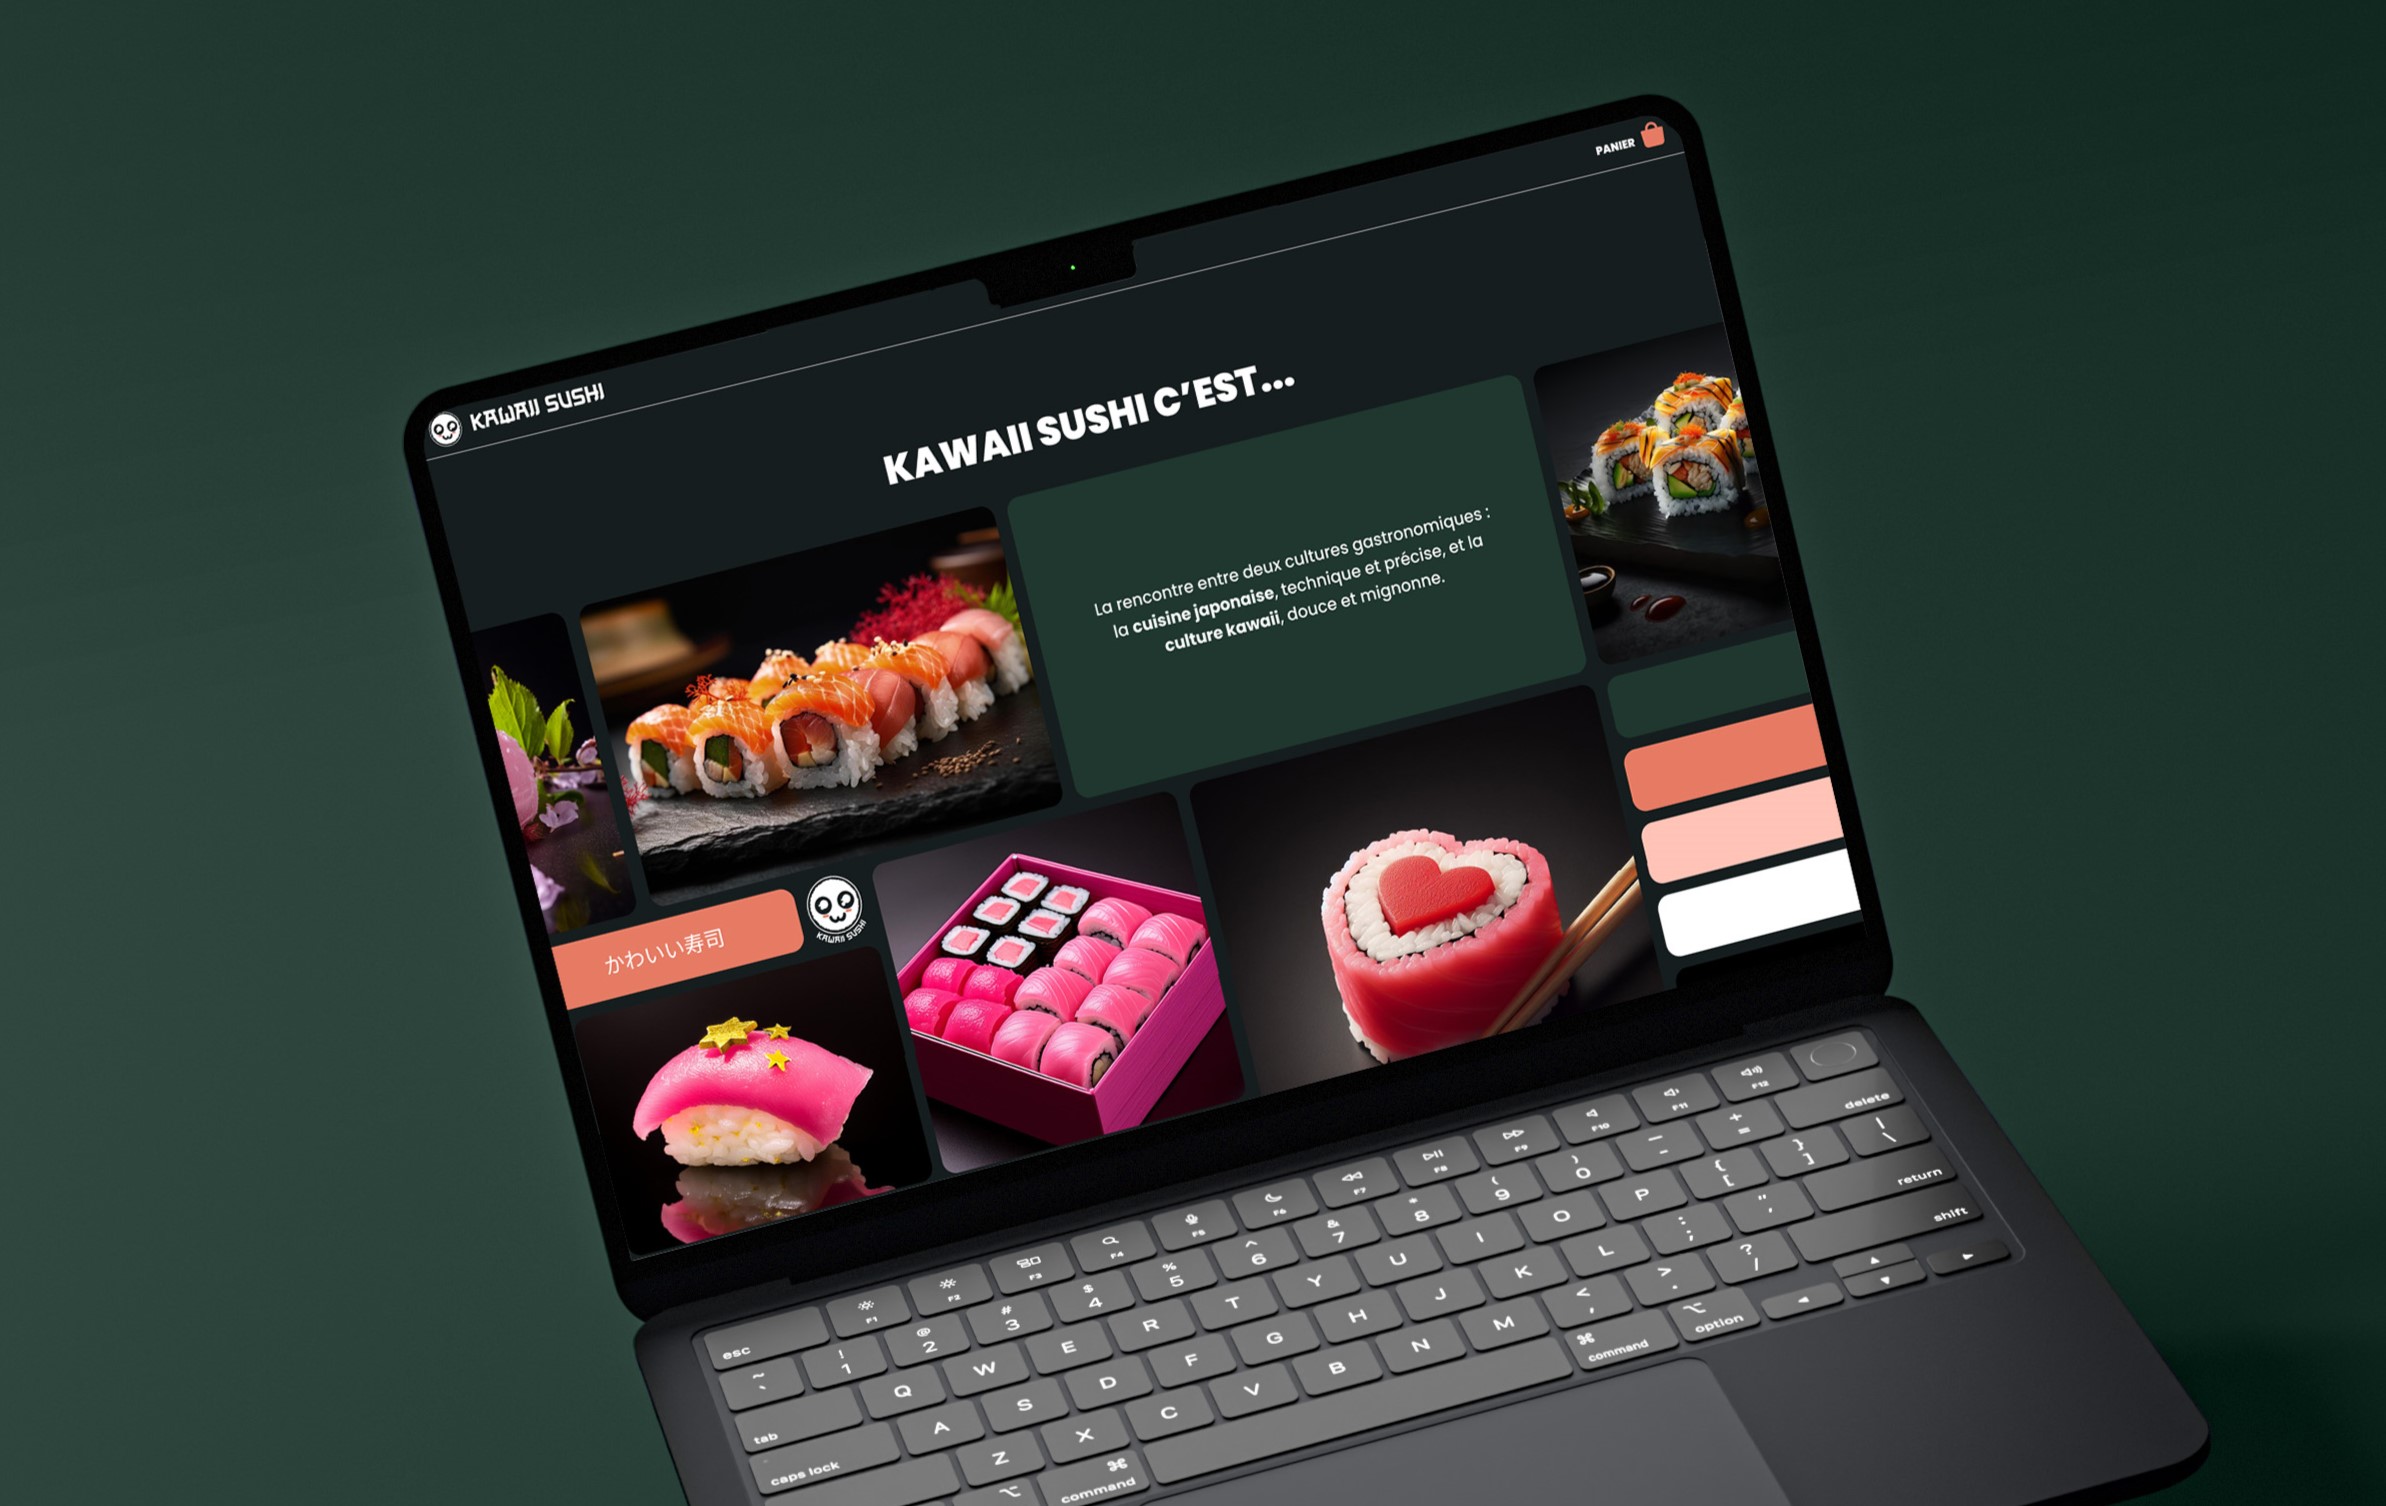 PANIER
KAWAII SUSHI
KAWAII SUSHI C'EST...
La rencontre entre deux cultures gastronomiques :
la cuisine japonaise, technique et précise, et la
culture kawaii, douce et mignonne.
かわいい寿司
KAWAII SUSHI
esc
F1
F2
F3
F4
F5
F6
F7
F8
F9
F10
F11
F12
~ `
! 1
@ 2
# 3
$ 4
% 5
^ 6
& 7
* 8
( 9
) 0
— -
+ =
delete
tab
Q
W
E
R
T
Y
U
I
O
P
{ [
} ]
| \
caps lock
A
S
D
F
G
H
J
K
L
: ;
" '
return
Z
X
C
V
B
N
M
< ,
> .
? /
shift
⌥
⌘ command
⌘ command
⌥ option